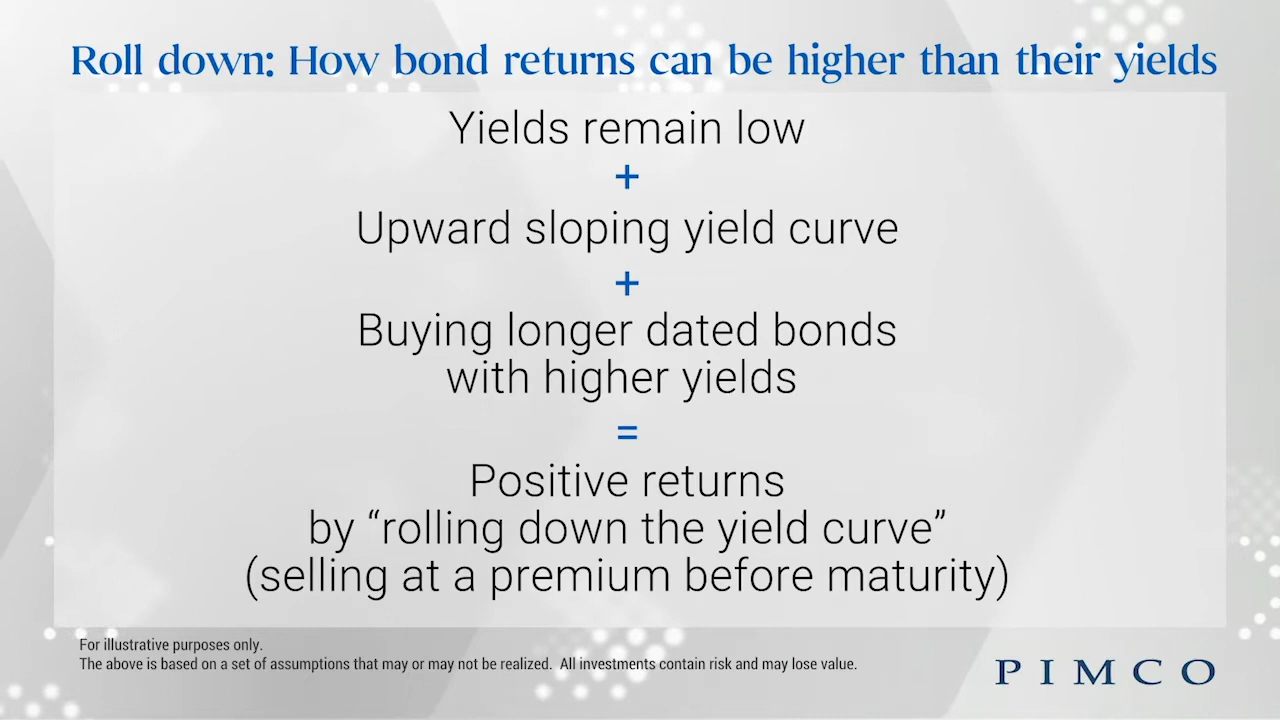 Roll down: How bond returns can be higher than their yields
Yields remain low
+
Upward sloping yield curve
+
Buying longer dated bonds
with higher yields
=
Positive returns
by “rolling down the yield curve”
(selling at a premium before maturity)
For illustrative purposes only.
The above is based on a set of assumptions that may or may not be realized.  All investments contain risk and may lose value.
PIMCO